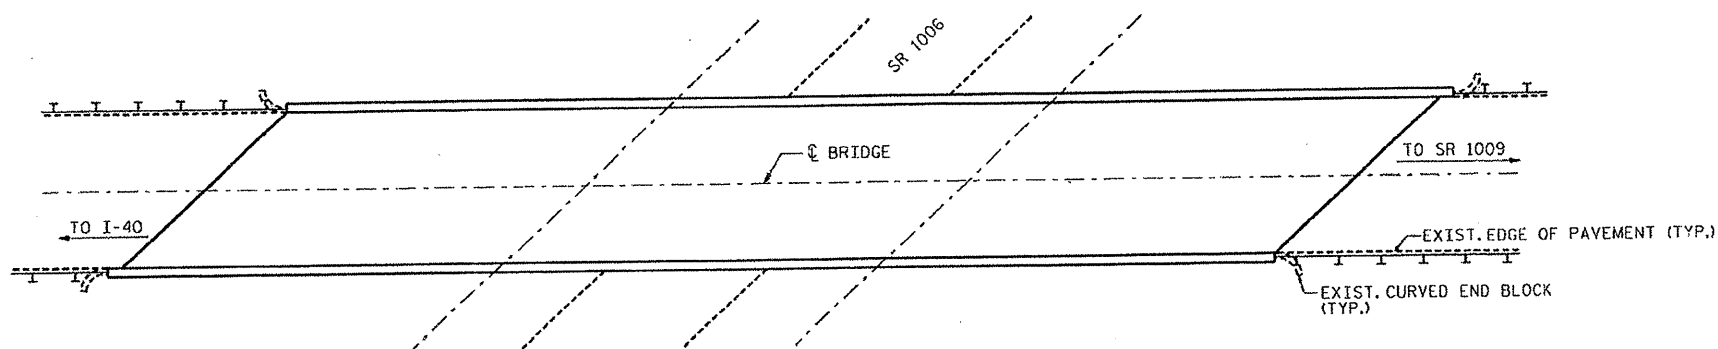 SR 1006
℄ BRIDGE
TO SR 1009
TO I-40
EXIST. EDGE OF PAVEMENT (TYP.)
EXIST. CURVED END BLOCK
(TYP.)